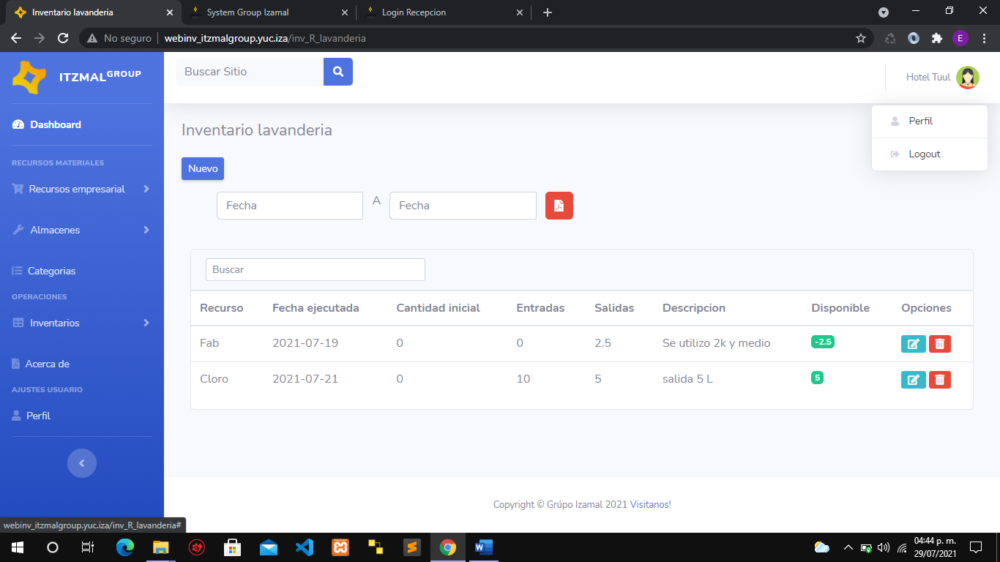 Inventario lavanderia
System Group Izamal
Login Recepcion
No seguro
webinv_itzmalgroup.yuc.iza/inv_R_lavanderia
E
ITZMAL GROUP
Buscar Sitio
Hotel Tuul
Perfil
Logout
Dashboard
RECURSOS MATERIALES
Recursos empresarial
Almacenes
Categorias
OPERACIONES
Inventarios
Acerca de
AJUSTES USUARIO
Perfil
Inventario lavanderia
Nuevo
Fecha A Fecha
Buscar
Recurso Fecha ejecutada Cantidad inicial Entradas Salidas Descripcion Disponible Opciones
Fab 2021-07-19 0 0 2.5 Se utilizo 2k y medio -2.5
Cloro 2021-07-21 0 10 5 salida 5 L 5
Copyright © Grúpo Izamal 2021 Visitanos!
webinv_itzmalgroup.yuc.iza/inv_R_lavanderia#
04:44 p. m.
29/07/2021